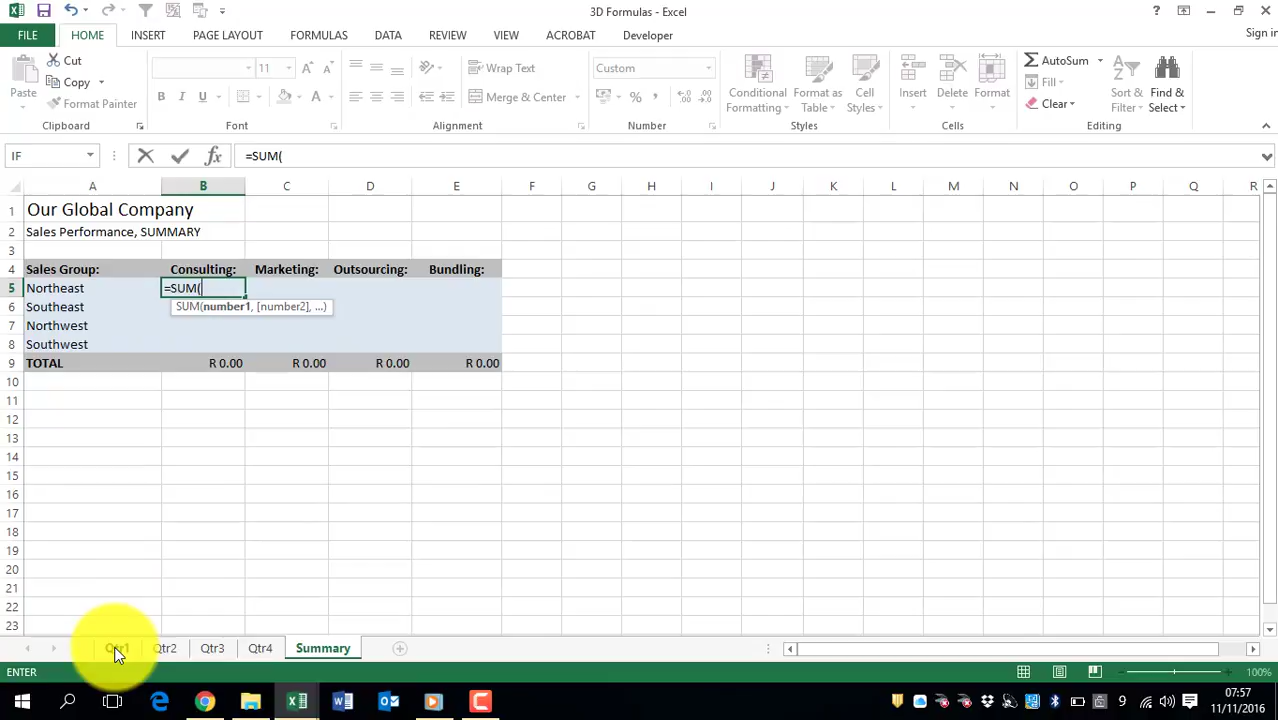 3D Formulas - Excel
?
Sign in
FILE HOME INSERT PAGE LAYOUT FORMULAS DATA REVIEW VIEW ACROBAT Developer
Paste
Cut
Copy
Format Painter
Clipboard
11
B I U
Font
Wrap Text
Merge & Center
Alignment
Custom
%
Number
Conditional Formatting
Format as Table
Cell Styles
Styles
Insert
Delete
Format
Cells
AutoSum
Fill
Clear
Sort & Filter
Find & Select
Editing
IF
fx
=SUM(
A B C D E F G H I J K L M N O P Q R
1 Our Global Company
2 Sales Performance, SUMMARY
3
4 Sales Group: Consulting: Marketing: Outsourcing: Bundling:
5 Northeast =SUM(
6 Southeast SUM(number1, [number2], ...)
7 Northwest
8 Southwest
9 TOTAL R 0.00 R 0.00 R 0.00 R 0.00
10
11
12
13
14
15
16
17
18
19
20
21
22
23
Qtr1 Qtr2 Qtr3 Qtr4 Summary
ENTER
100%
07:57
11/11/2016